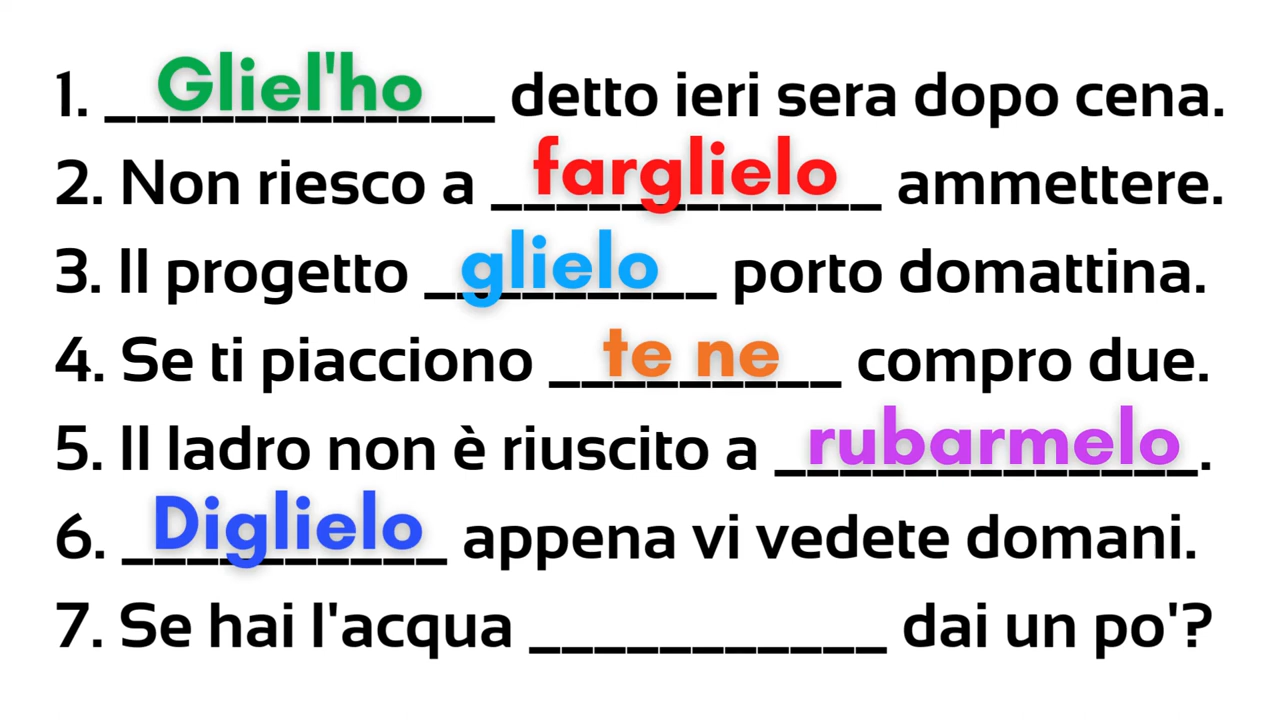 1. Gliel'ho detto ieri sera dopo cena.
2. Non riesco a farglielo ammettere.
3. Il progetto glielo porto domattina.
4. Se ti piacciono te ne compro due.
5. Il ladro non è riuscito a rubarmelo.
6. Diglielo appena vi vedete domani.
7. Se hai l'acqua ___________ dai un po'?